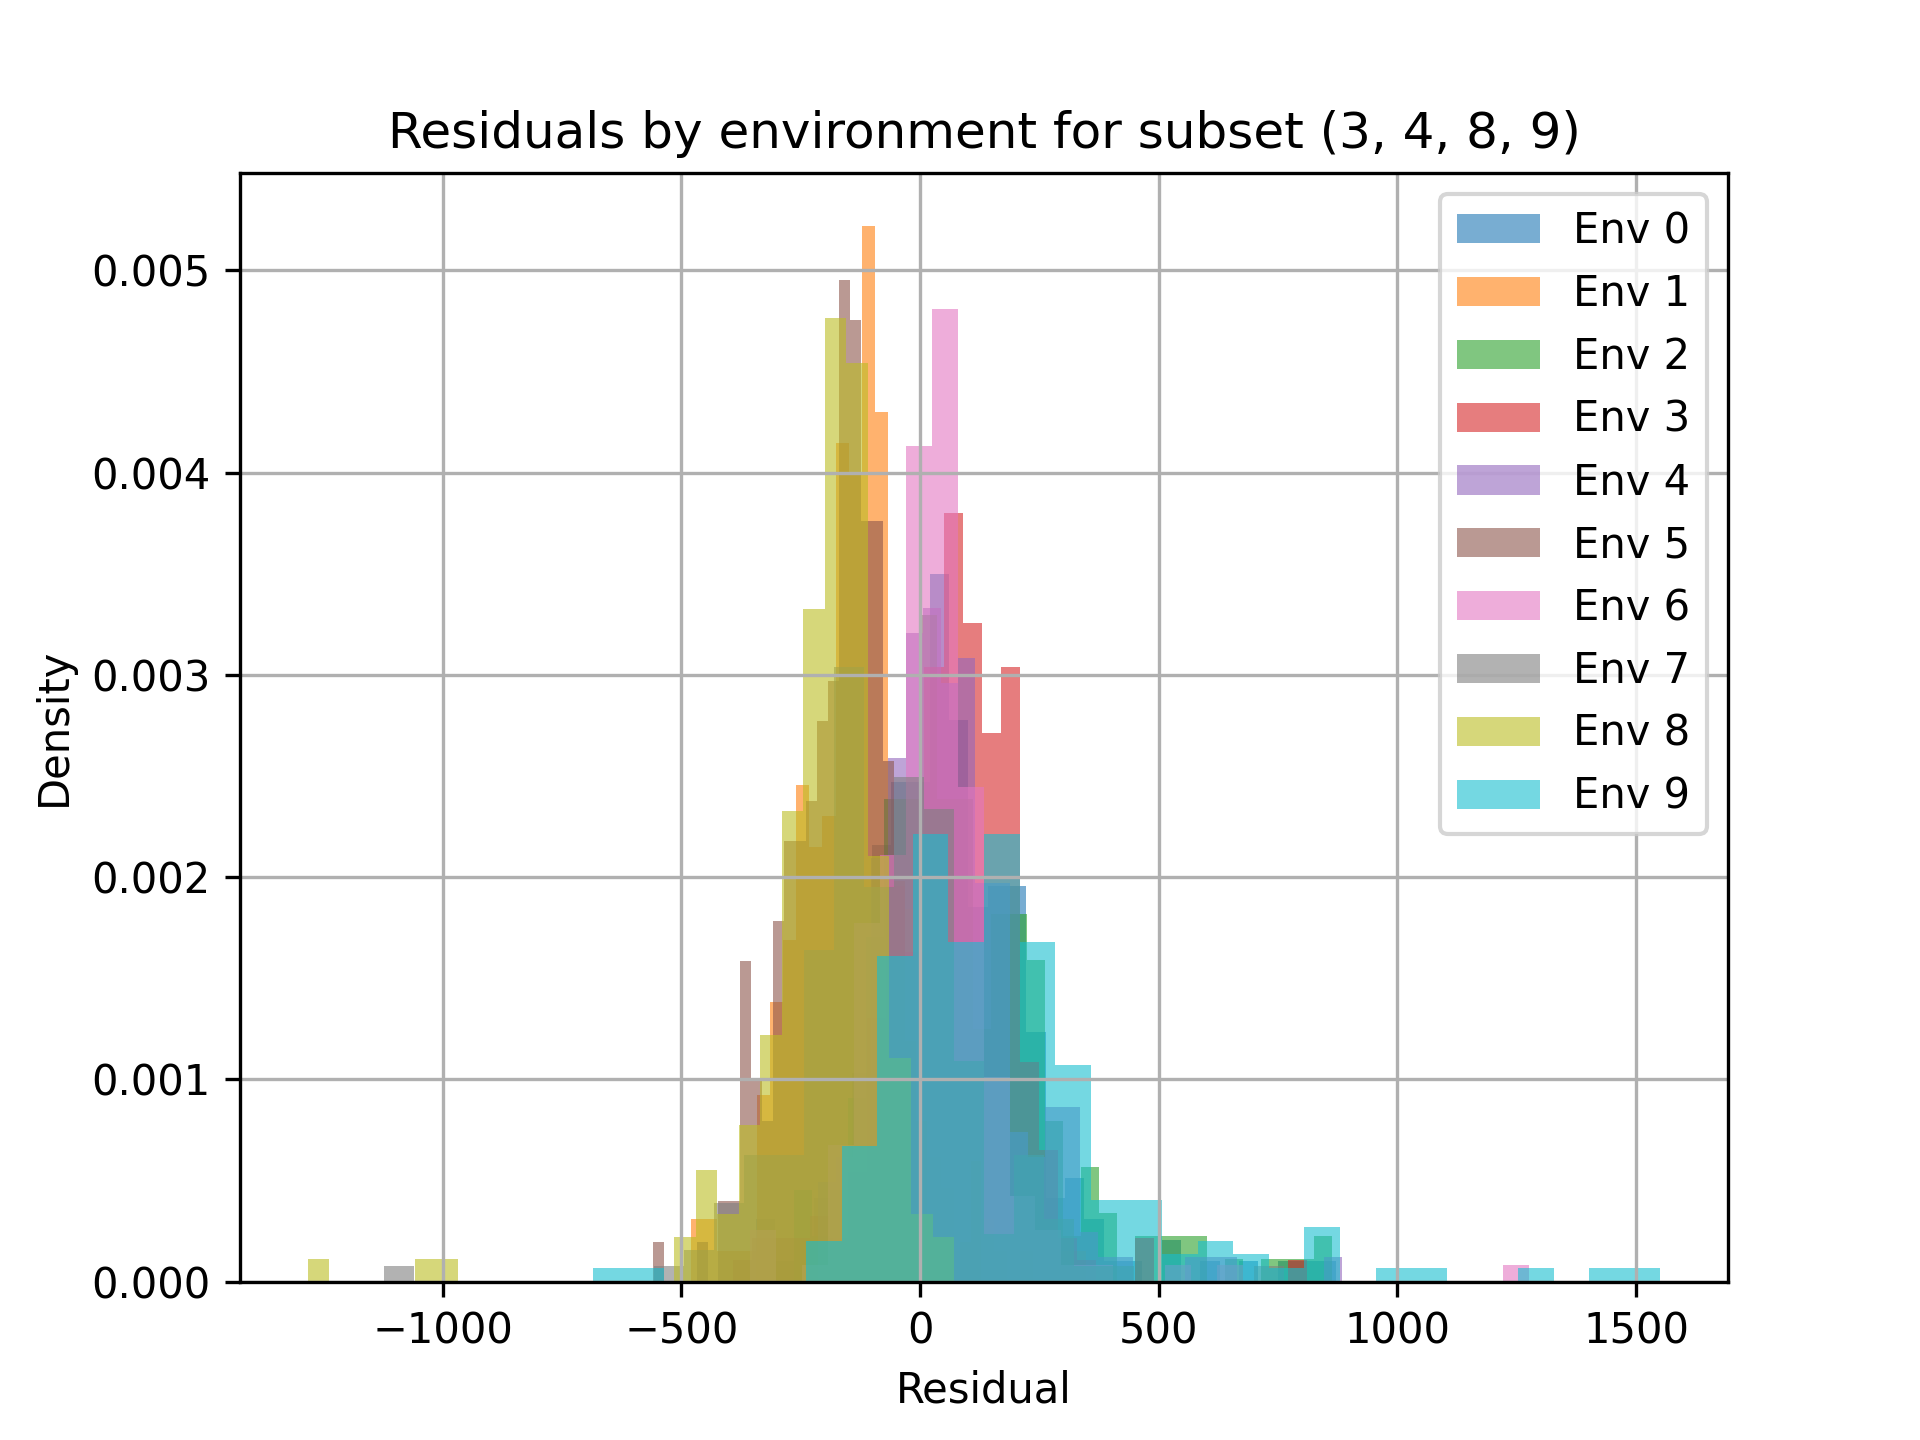 Residuals by environment for subset (3, 4, 8, 9)
Env 0
Env 1
Env 2
Env 3
Env 4
Env 5
Env 6
Env 7
Env 8
Env 9
Density
0.005
0.004
0.003
0.002
0.001
0.000
−1000
−500
0
500
1000
1500
Residual